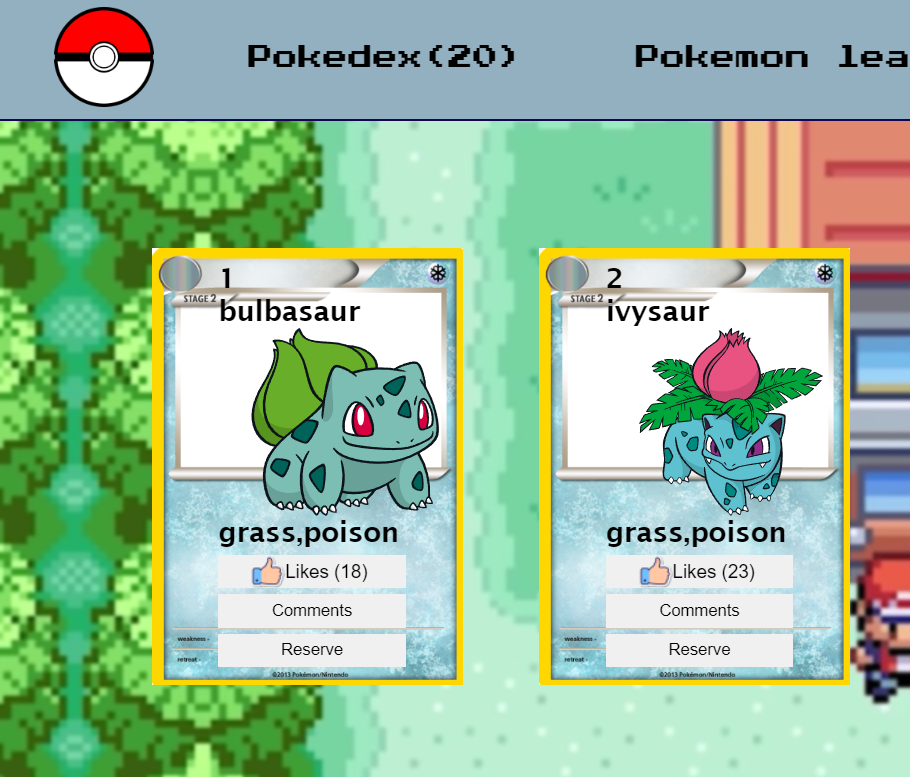 Pokedex(20) Pokemon lea
1
STAGE 2
bulbasaur
grass,poison
Likes (18)
Comments
weakness -
Reserve
retreat -
©2013 Pokémon/Nintendo
2
STAGE 2
ivysaur
grass,poison
Likes (23)
Comments
weakness -
Reserve
retreat -
©2013 Pokémon/Nintendo